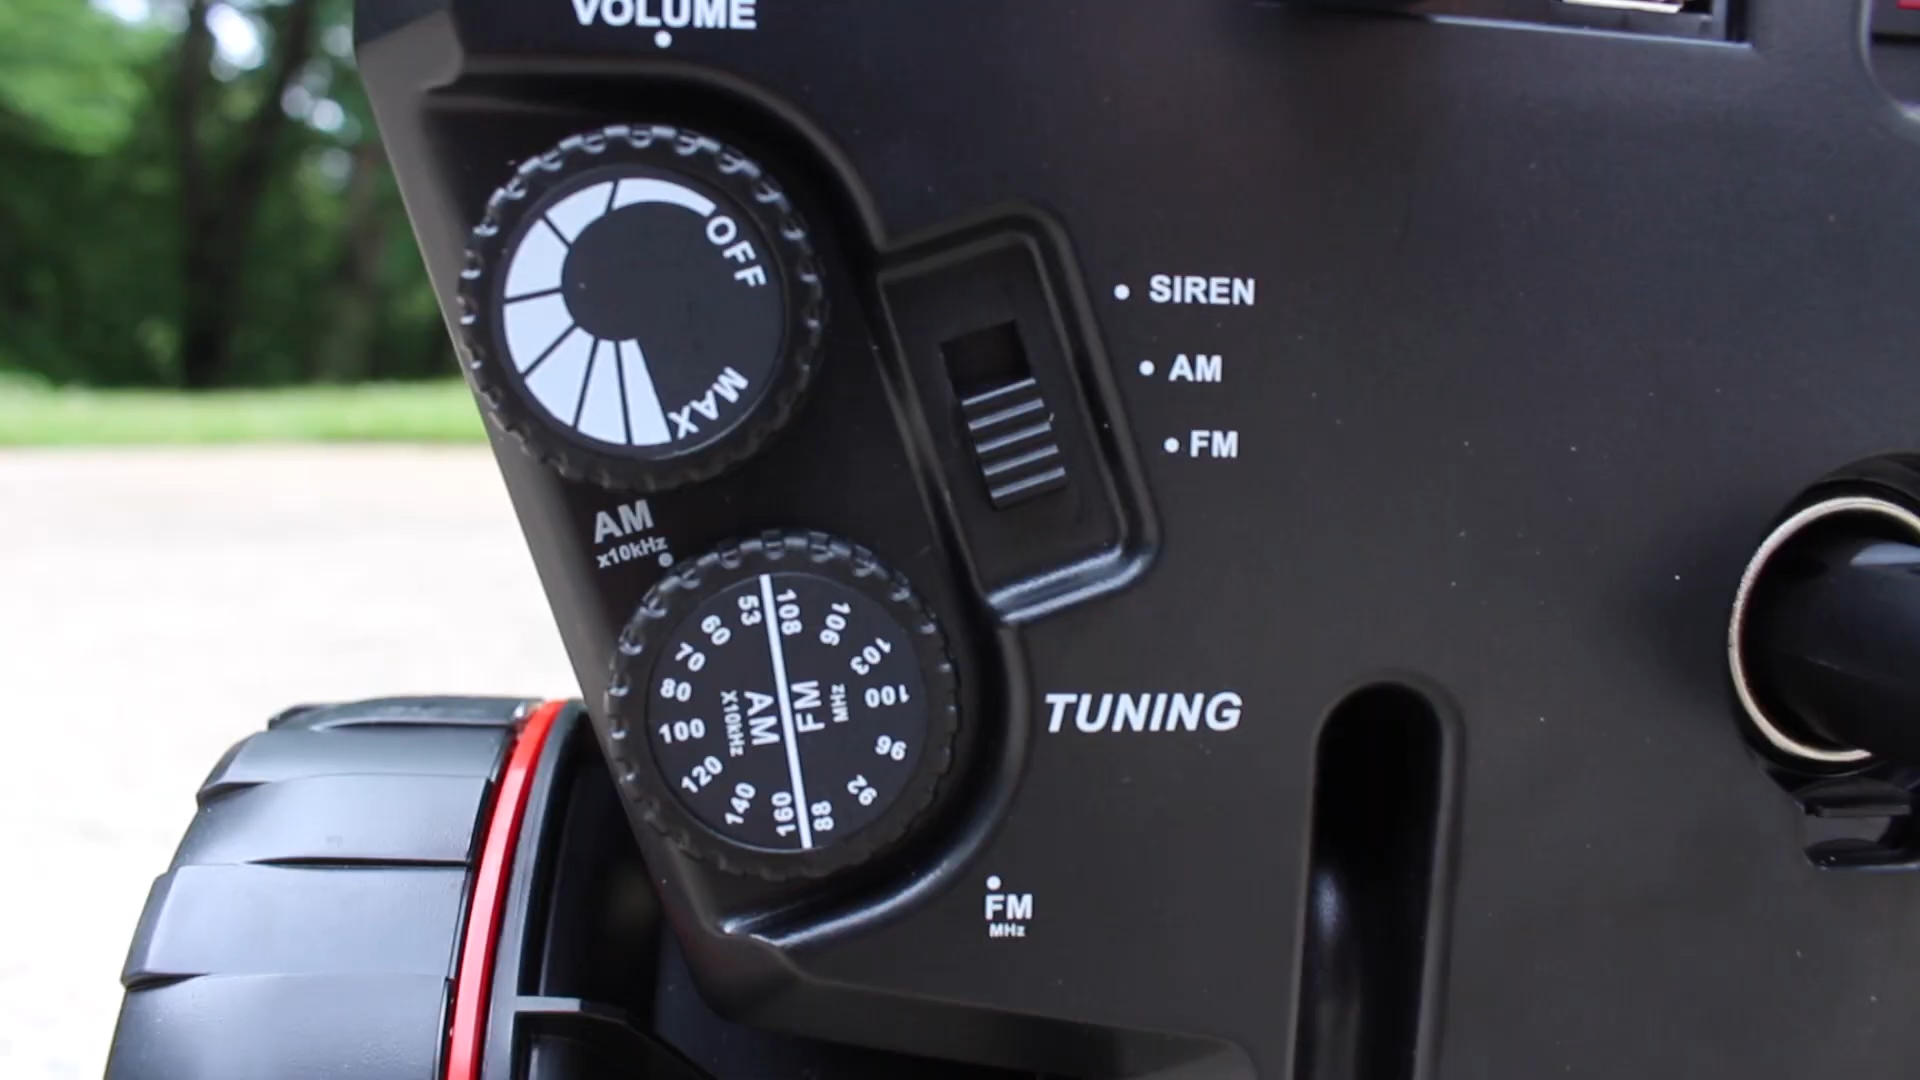 VOLUME
OFF
MAX
SIREN
AM
FM
AM
x10kHz
53
60
70
80
100
120
140
160
AM
X10kHz
FM
MHz
108
106
103
100
96
92
88
TUNING
FM
MHz